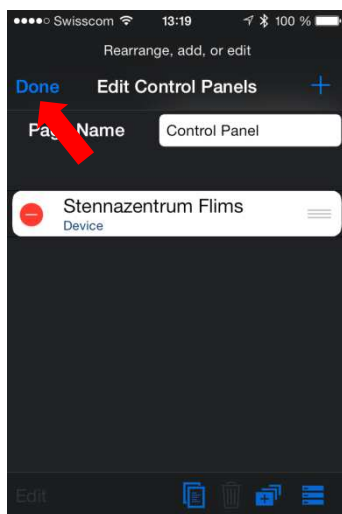 Swisscom 13:19 100 %
Rearrange, add, or edit
Done Edit Control Panels +
Name Control Panel
Stennazentrum Flims
Device
Edit